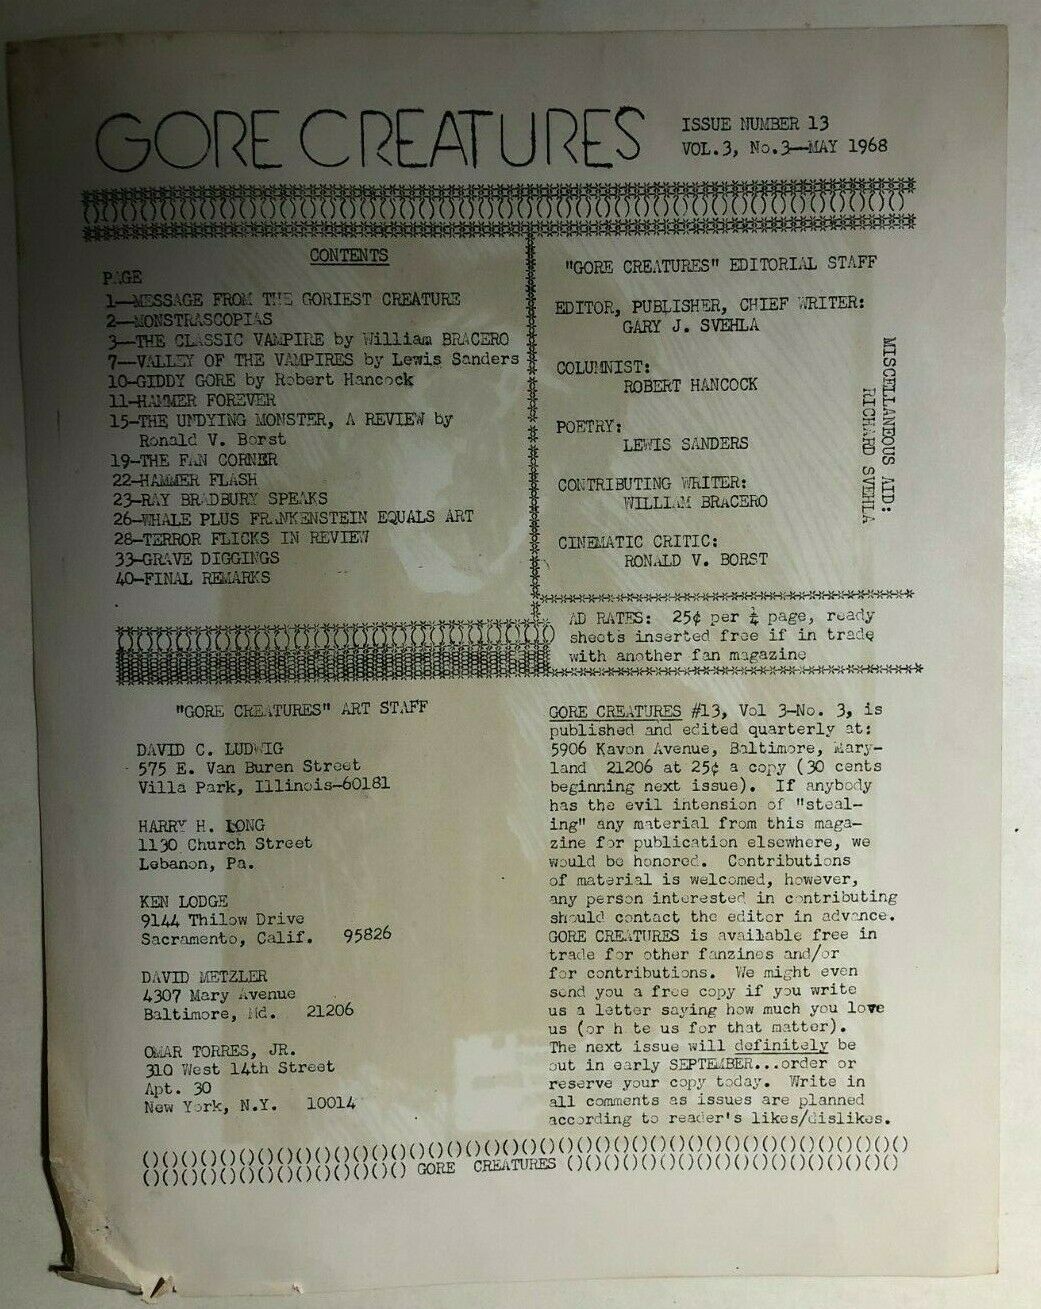 GORE CREATURES
ISSUE NUMBER 13
VOL.3, No.3—MAY 1968
CONTENTS
PAGE
1—MESSAGE FROM THE GORIEST CREATURE
2—MONSTRASCOPIAS
3—THE CLASSIC VAMPIRE by William BRACERO
7—VALLEY OF THE VAMPIRES by Lewis Sanders
10—GIDDY GORE by Robert Hancock
11—HAMMER FOREVER
15—THE UNDYING MONSTER, A REVIEW by
Ronald V. Borst
19—THE FAN CORNER
22—HAMMER FLASH
23—RAY BRADBURY SPEAKS
26—WHALE PLUS FRANKENSTEIN EQUALS ART
28—TERROR FLICKS IN REVIEW
33—GRAVE DIGGINGS
40—FINAL REMARKS
"GORE CREATURES" EDITORIAL STAFF
EDITOR, PUBLISHER, CHIEF WRITER:
GARY J. SVEHLA
COLUMNIST:
ROBERT HANCOCK
POETRY:
LEWIS SANDERS
CONTRIBUTING WRITER:
WILLIAM BRACERO
CINEMATIC CRITIC:
RONALD V. BORST
MISCELLANEOUS AID:
RICHARD SVEHLA
AD RATES: 25¢ per ¼ page, ready
sheets inserted free if in trade
with another fan magazine
"GORE CREATURES" ART STAFF
DAVID C. LUDWIG
575 E. Van Buren Street
Villa Park, Illinois—60181
HARRY H. LONG
1130 Church Street
Lebanon, Pa.
KEN LODGE
9144 Thilow Drive
Sacramento, Calif. 95826
DAVID METZLER
4307 Mary Avenue
Baltimore, Md. 21206
OMAR TORRES, JR.
310 West 14th Street
Apt. 30
New York, N.Y. 10014
GORE CREATURES #13, Vol 3—No. 3, is
published and edited quarterly at:
5906 Kavon Avenue, Baltimore, Mary-
land 21206 at 25¢ a copy (30 cents
beginning next issue). If anybody
has the evil intension of "steal-
ing" any material from this maga-
zine for publication elsewhere, we
would be honored. Contributions
of material is welcomed, however,
any person interested in contributing
should contact the editor in advance.
GORE CREATURES is available free in
trade for other fanzines and/or
for contributions. We might even
send you a free copy if you write
us a letter saying how much you love
us (or hate us for that matter).
The next issue will definitely be
out in early SEPTEMBER...order or
reserve your copy today. Write in
all comments as issues are planned
according to reader's likes/dislikes.
GORE CREATURES